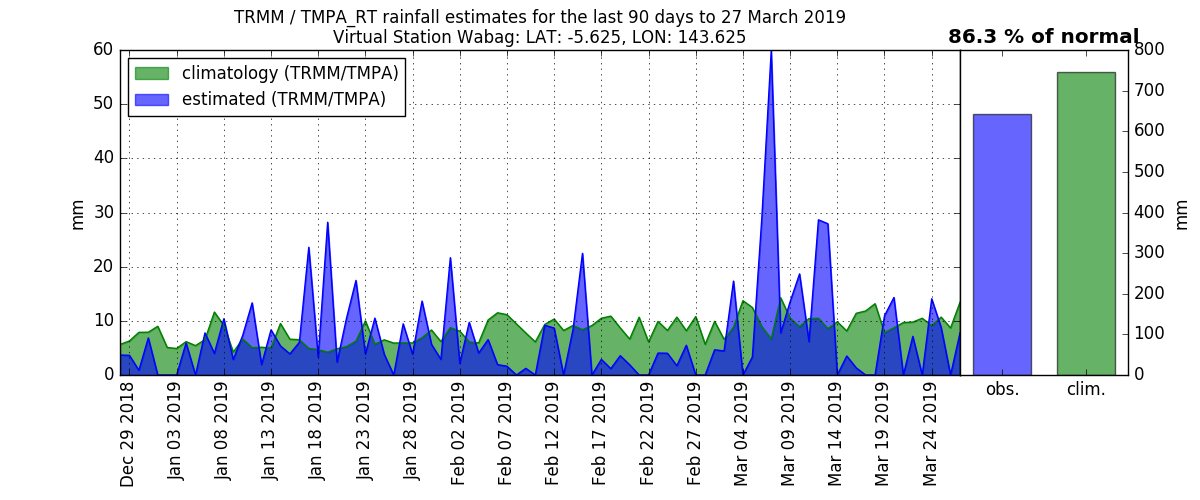 TRMM / TMPA_RT rainfall estimates for the last 90 days to 27 March 2019
Virtual Station Wabag: LAT: -5.625, LON: 143.625
86.3 % of normal
climatology (TRMM/TMPA)
estimated (TRMM/TMPA)
mm
60
50
40
30
20
10
0
Dec 29 2018
Jan 03 2019
Jan 08 2019
Jan 13 2019
Jan 18 2019
Jan 23 2019
Jan 28 2019
Feb 02 2019
Feb 07 2019
Feb 12 2019
Feb 17 2019
Feb 22 2019
Feb 27 2019
Mar 04 2019
Mar 09 2019
Mar 14 2019
Mar 19 2019
Mar 24 2019
obs.
clim.
800
700
600
500
400
300
200
100
0
mm